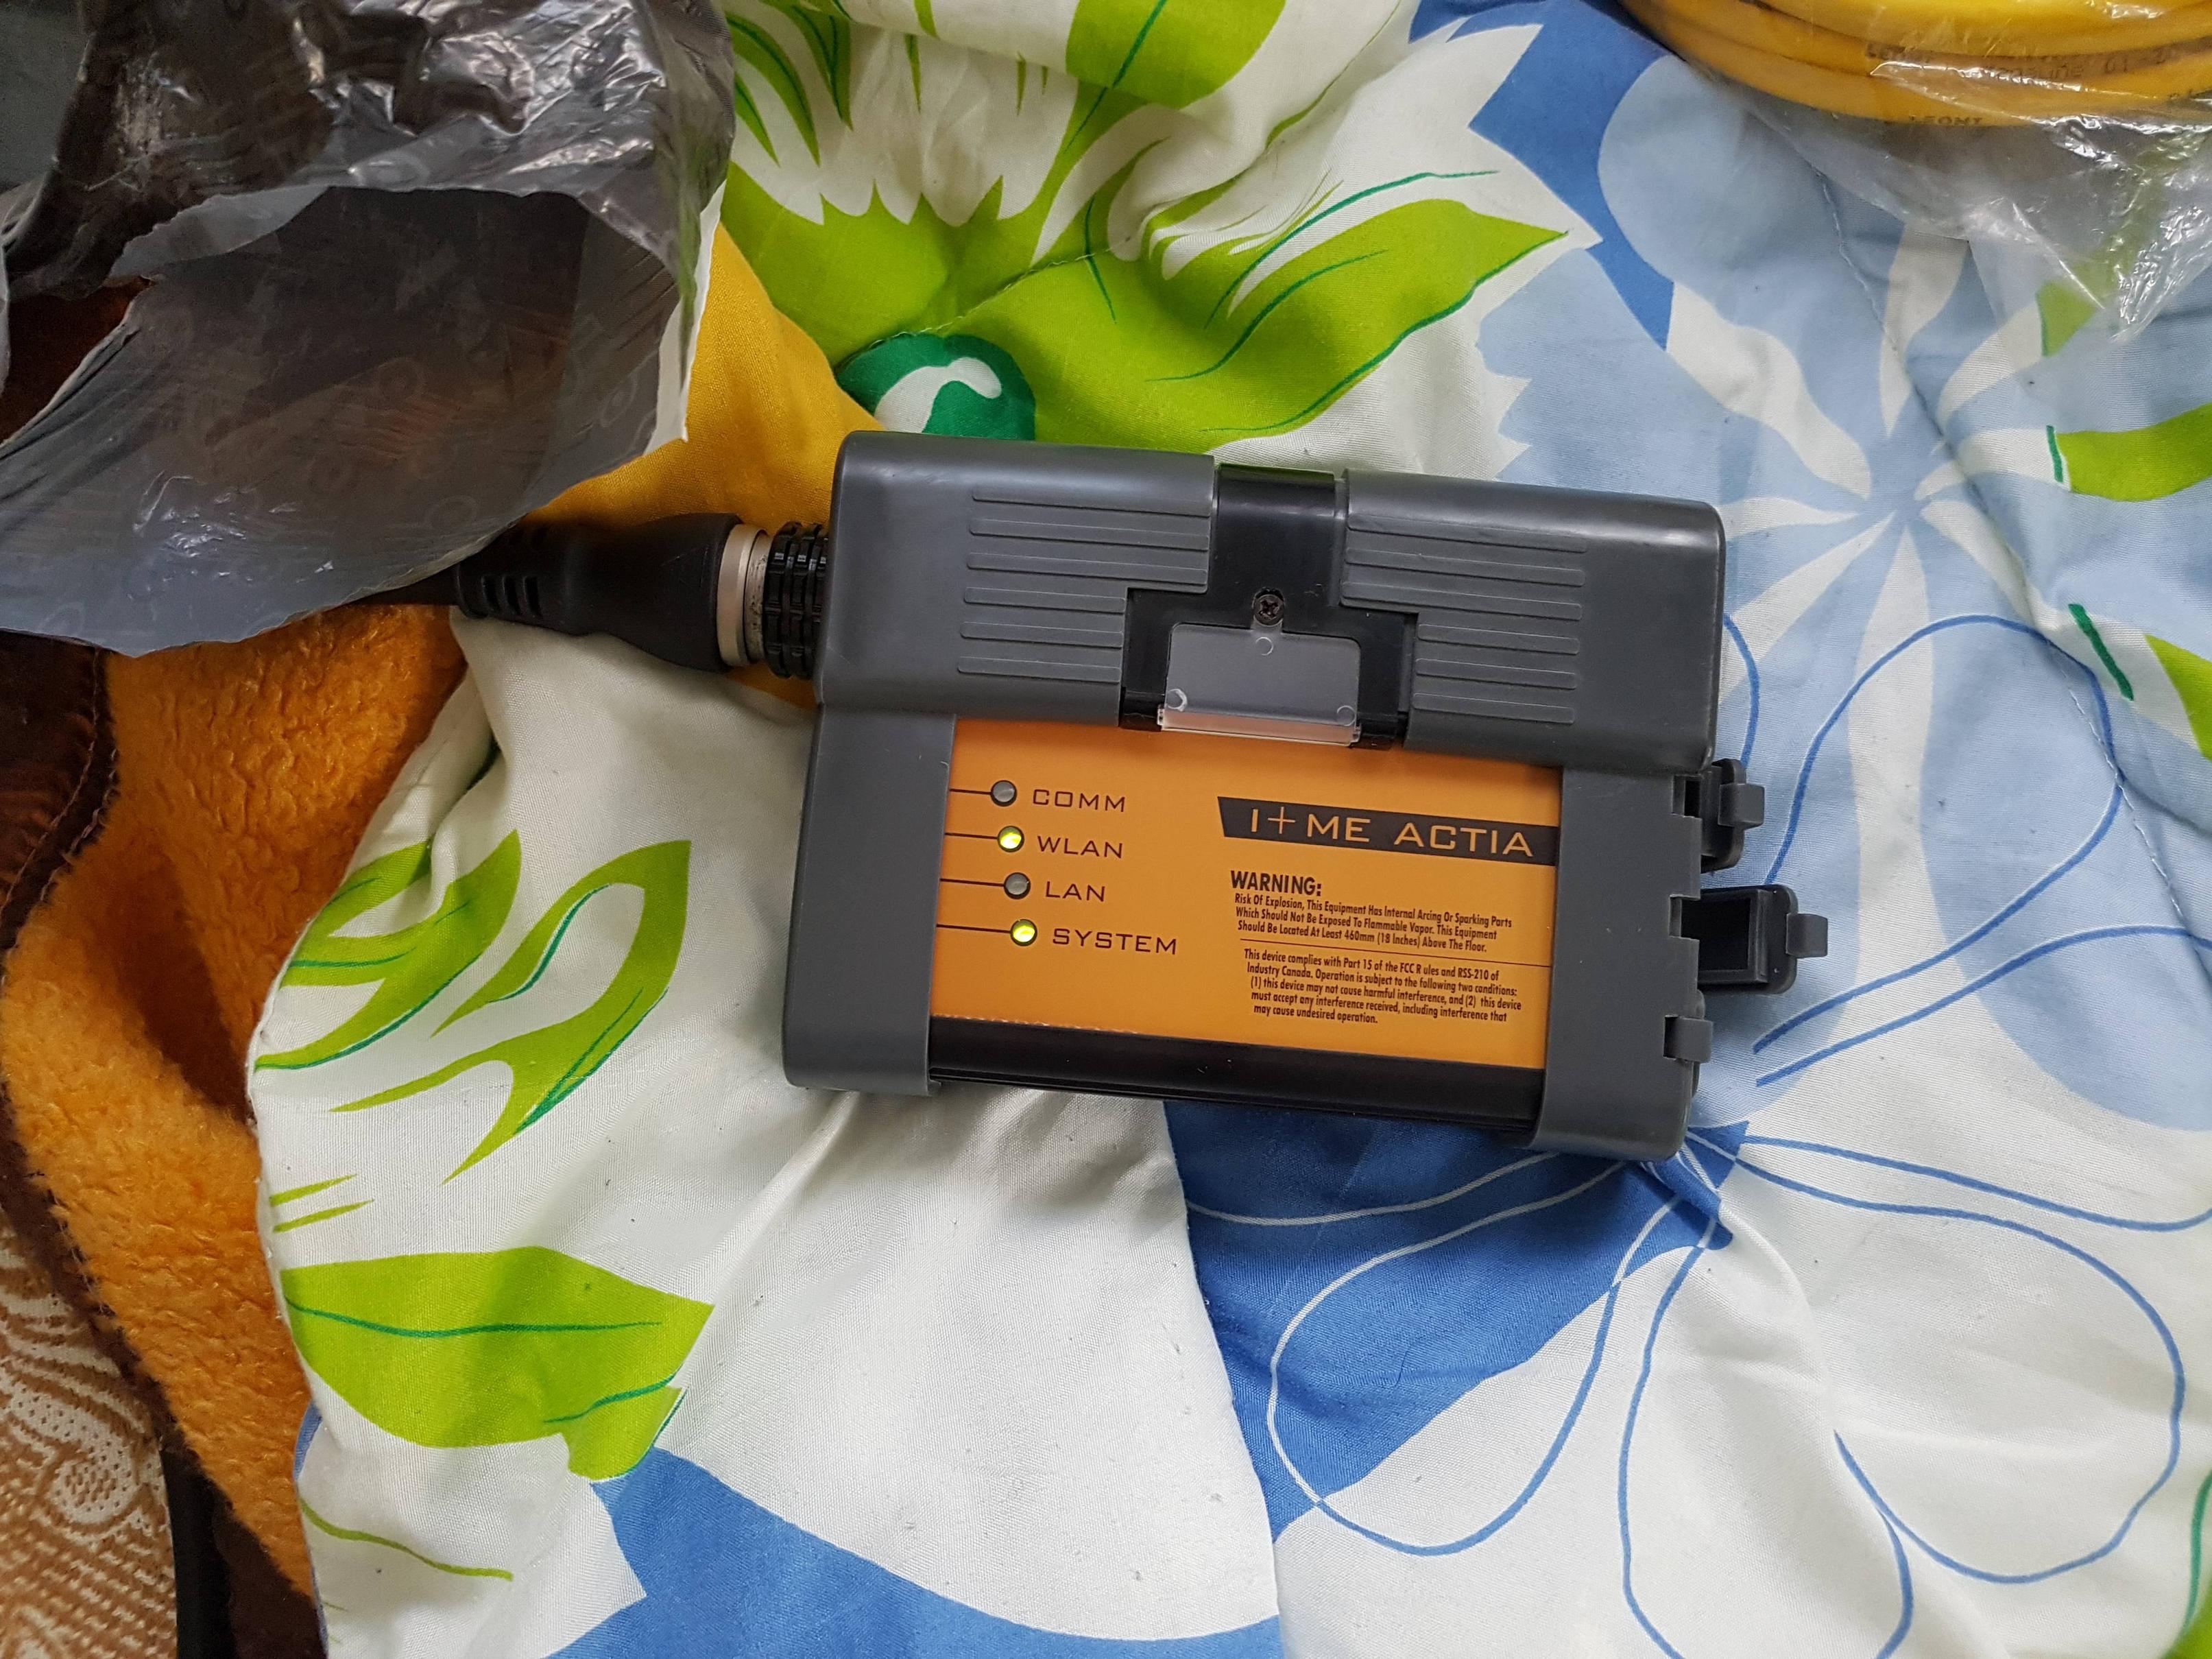 COMM
WLAN
LAN
SYSTEM
I+ME ACTIA
WARNING:
Risk Of Explosion, This Equipment Has Internal Arcing Or Sparking Parts
Which Should Not Be Exposed To Flammable Vapor. This Equipment
Should Be Located At Least 460mm (18 Inches) Above The Floor.
This device complies with Part 15 of the FCC R ules and RSS-210 of
Industry Canada. Operation is subject to the following two conditions:
(1) this device may not cause harmful interference, and (2) this device
must accept any interference received, including interference that
may cause undesired operation.